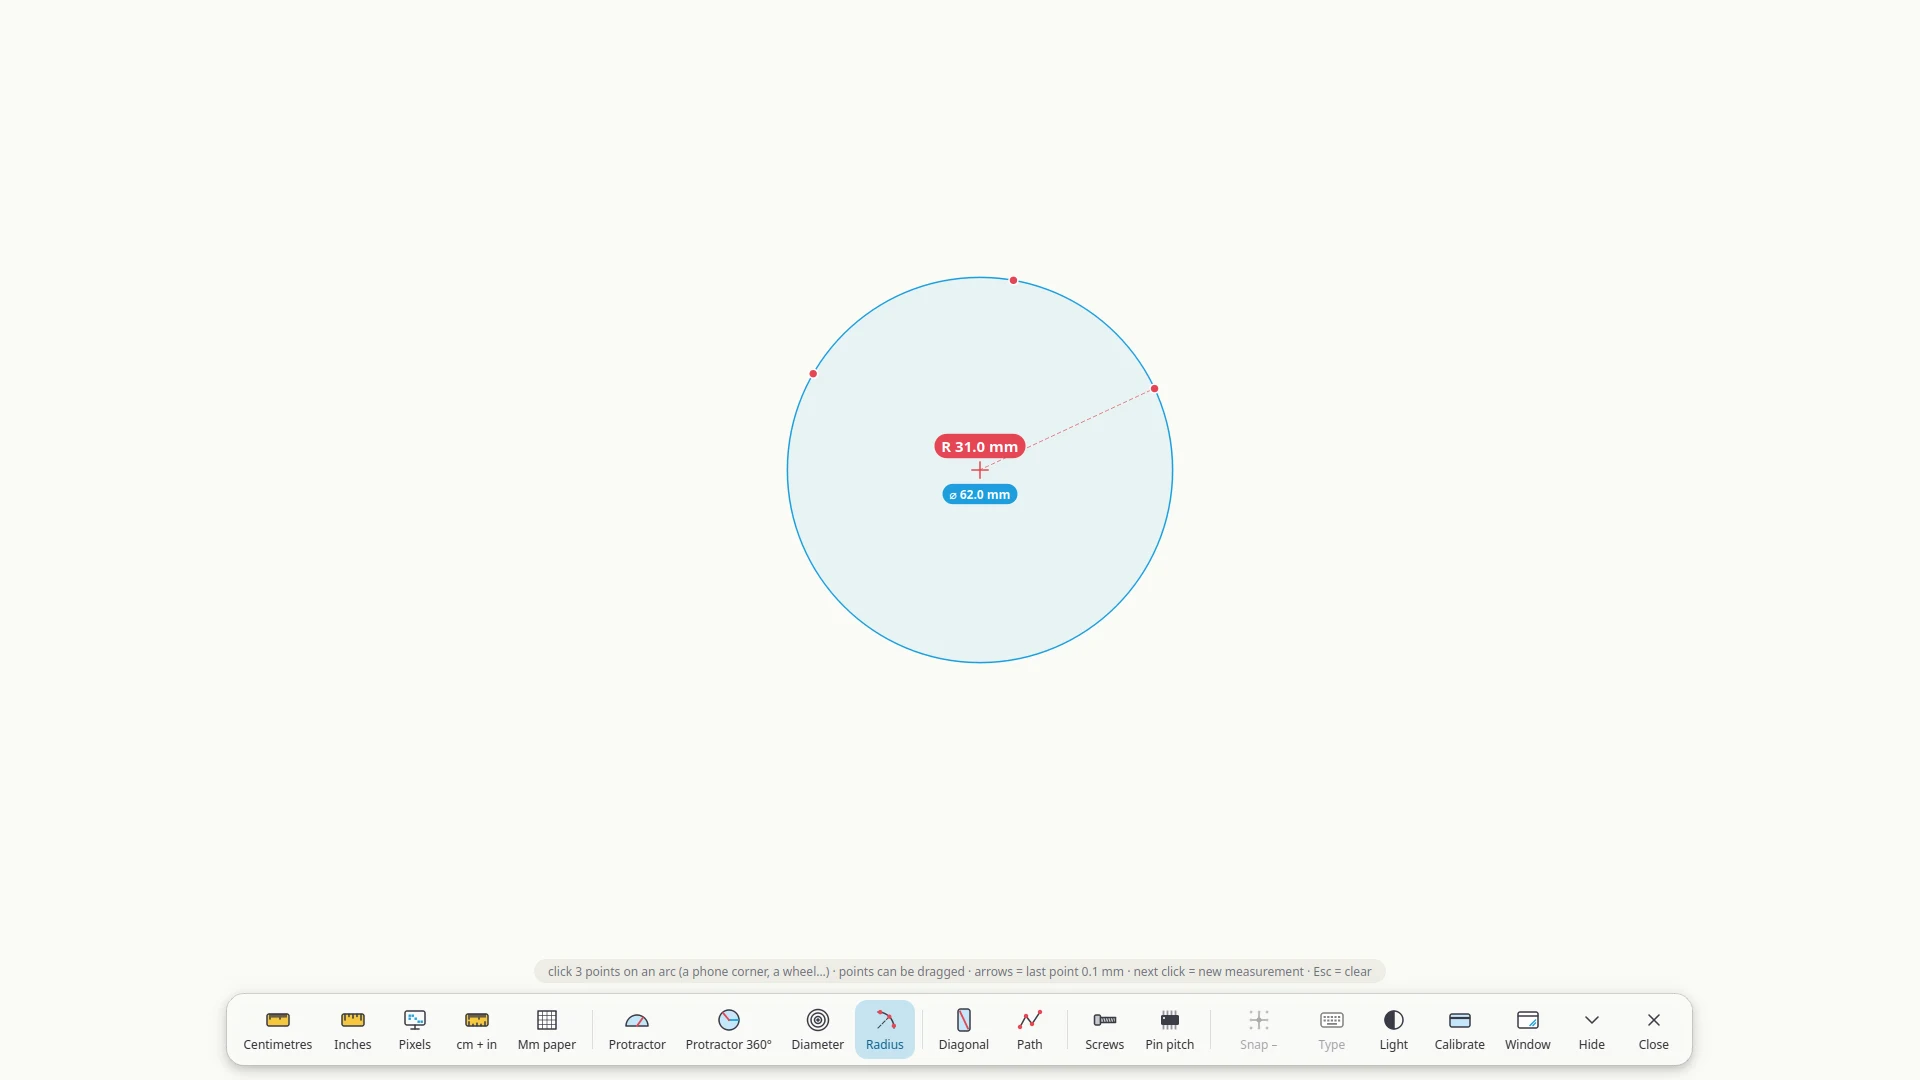 R 31.0 mm
⌀ 62.0 mm
click 3 points on an arc (a phone corner, a wheel…) · points can be dragged · arrows = last point 0.1 mm · next click = new measurement · Esc = clear
Centimetres Inches Pixels cm + in Mm paper Protractor Protractor 360° Diameter Radius Diagonal Path Screws Pin pitch Snap – Type Light Calibrate Window Hide Close